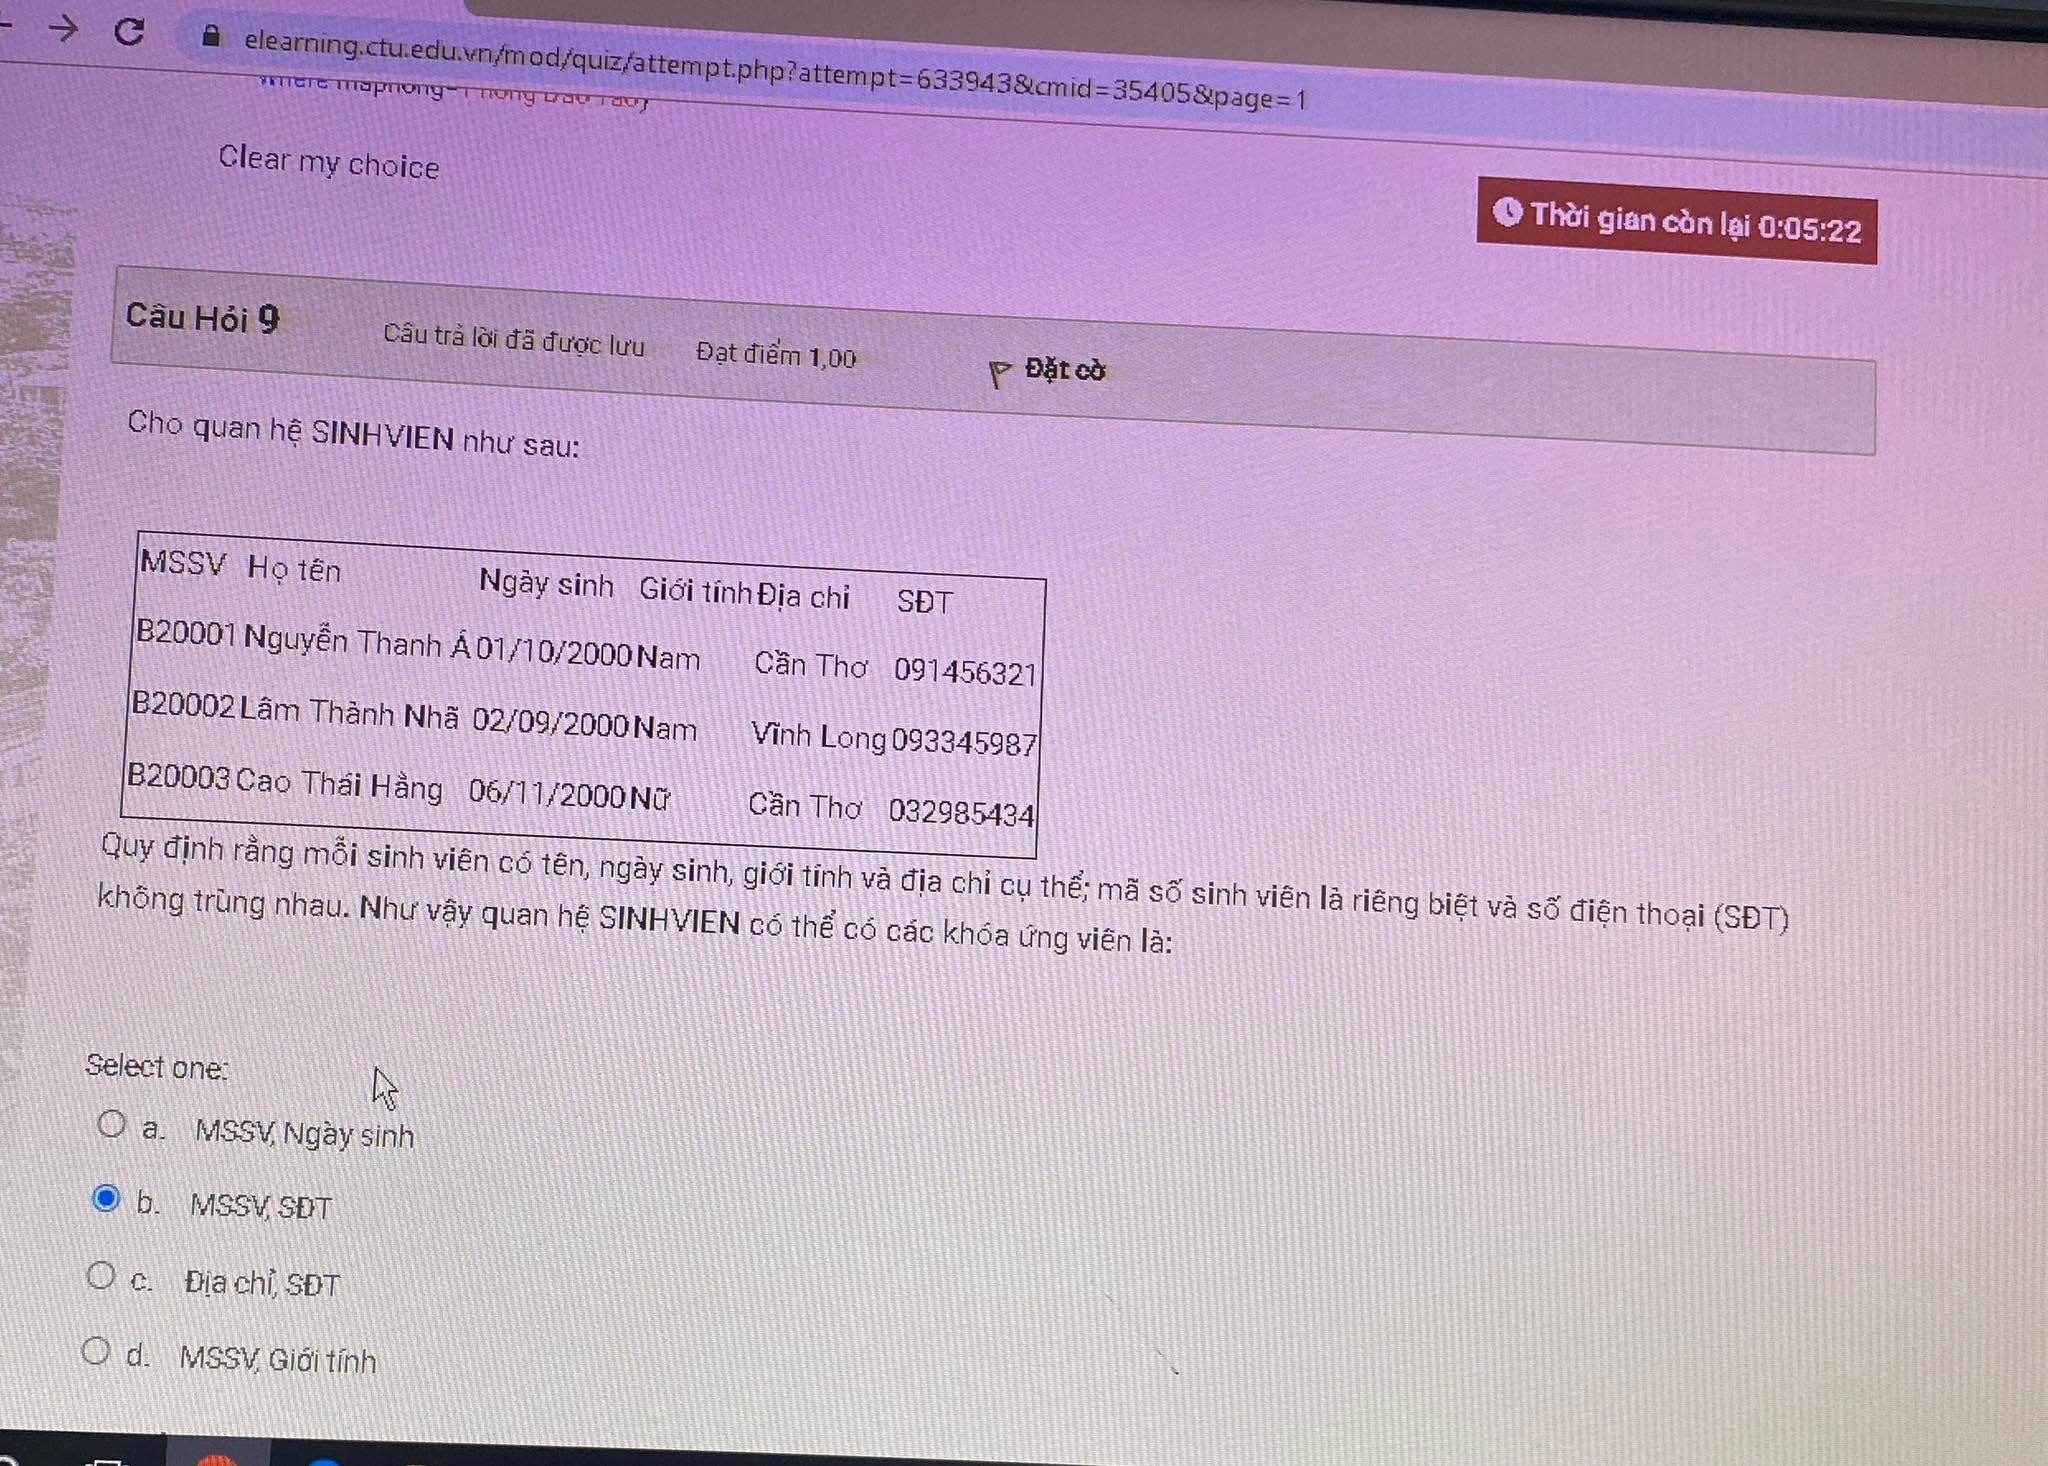 elearning.ctu.edu.vn/mod/quiz/attempt.php?attempt=633943&cmid=35405&page=1
Clear my choice
Thời gian còn lại 0:05:22
Câu Hỏi 9 Câu trả lời đã được lưu Đạt điểm 1,00 Đặt cờ
Cho quan hệ SINHVIEN như sau:
MSSV Họ tên Ngày sinh Giới tính Địa chỉ SĐT
B20001 Nguyễn Thanh Á 01/10/2000 Nam Cần Thơ 091456321
B20002 Lâm Thành Nhã 02/09/2000 Nam Vĩnh Long 093345987
B20003 Cao Thái Hằng 06/11/2000 Nữ Cần Thơ 032985434
Quy định rằng mỗi sinh viên có tên, ngày sinh, giới tính và địa chỉ cụ thể; mã số sinh viên là riêng biệt và số điện thoại (SĐT)
không trùng nhau. Như vậy quan hệ SINHVIEN có thể có các khóa ứng viên là:
Select one:
a. MSSV, Ngày sinh
b. MSSV, SĐT
c. Địa chỉ, SĐT
d. MSSV, Giới tính